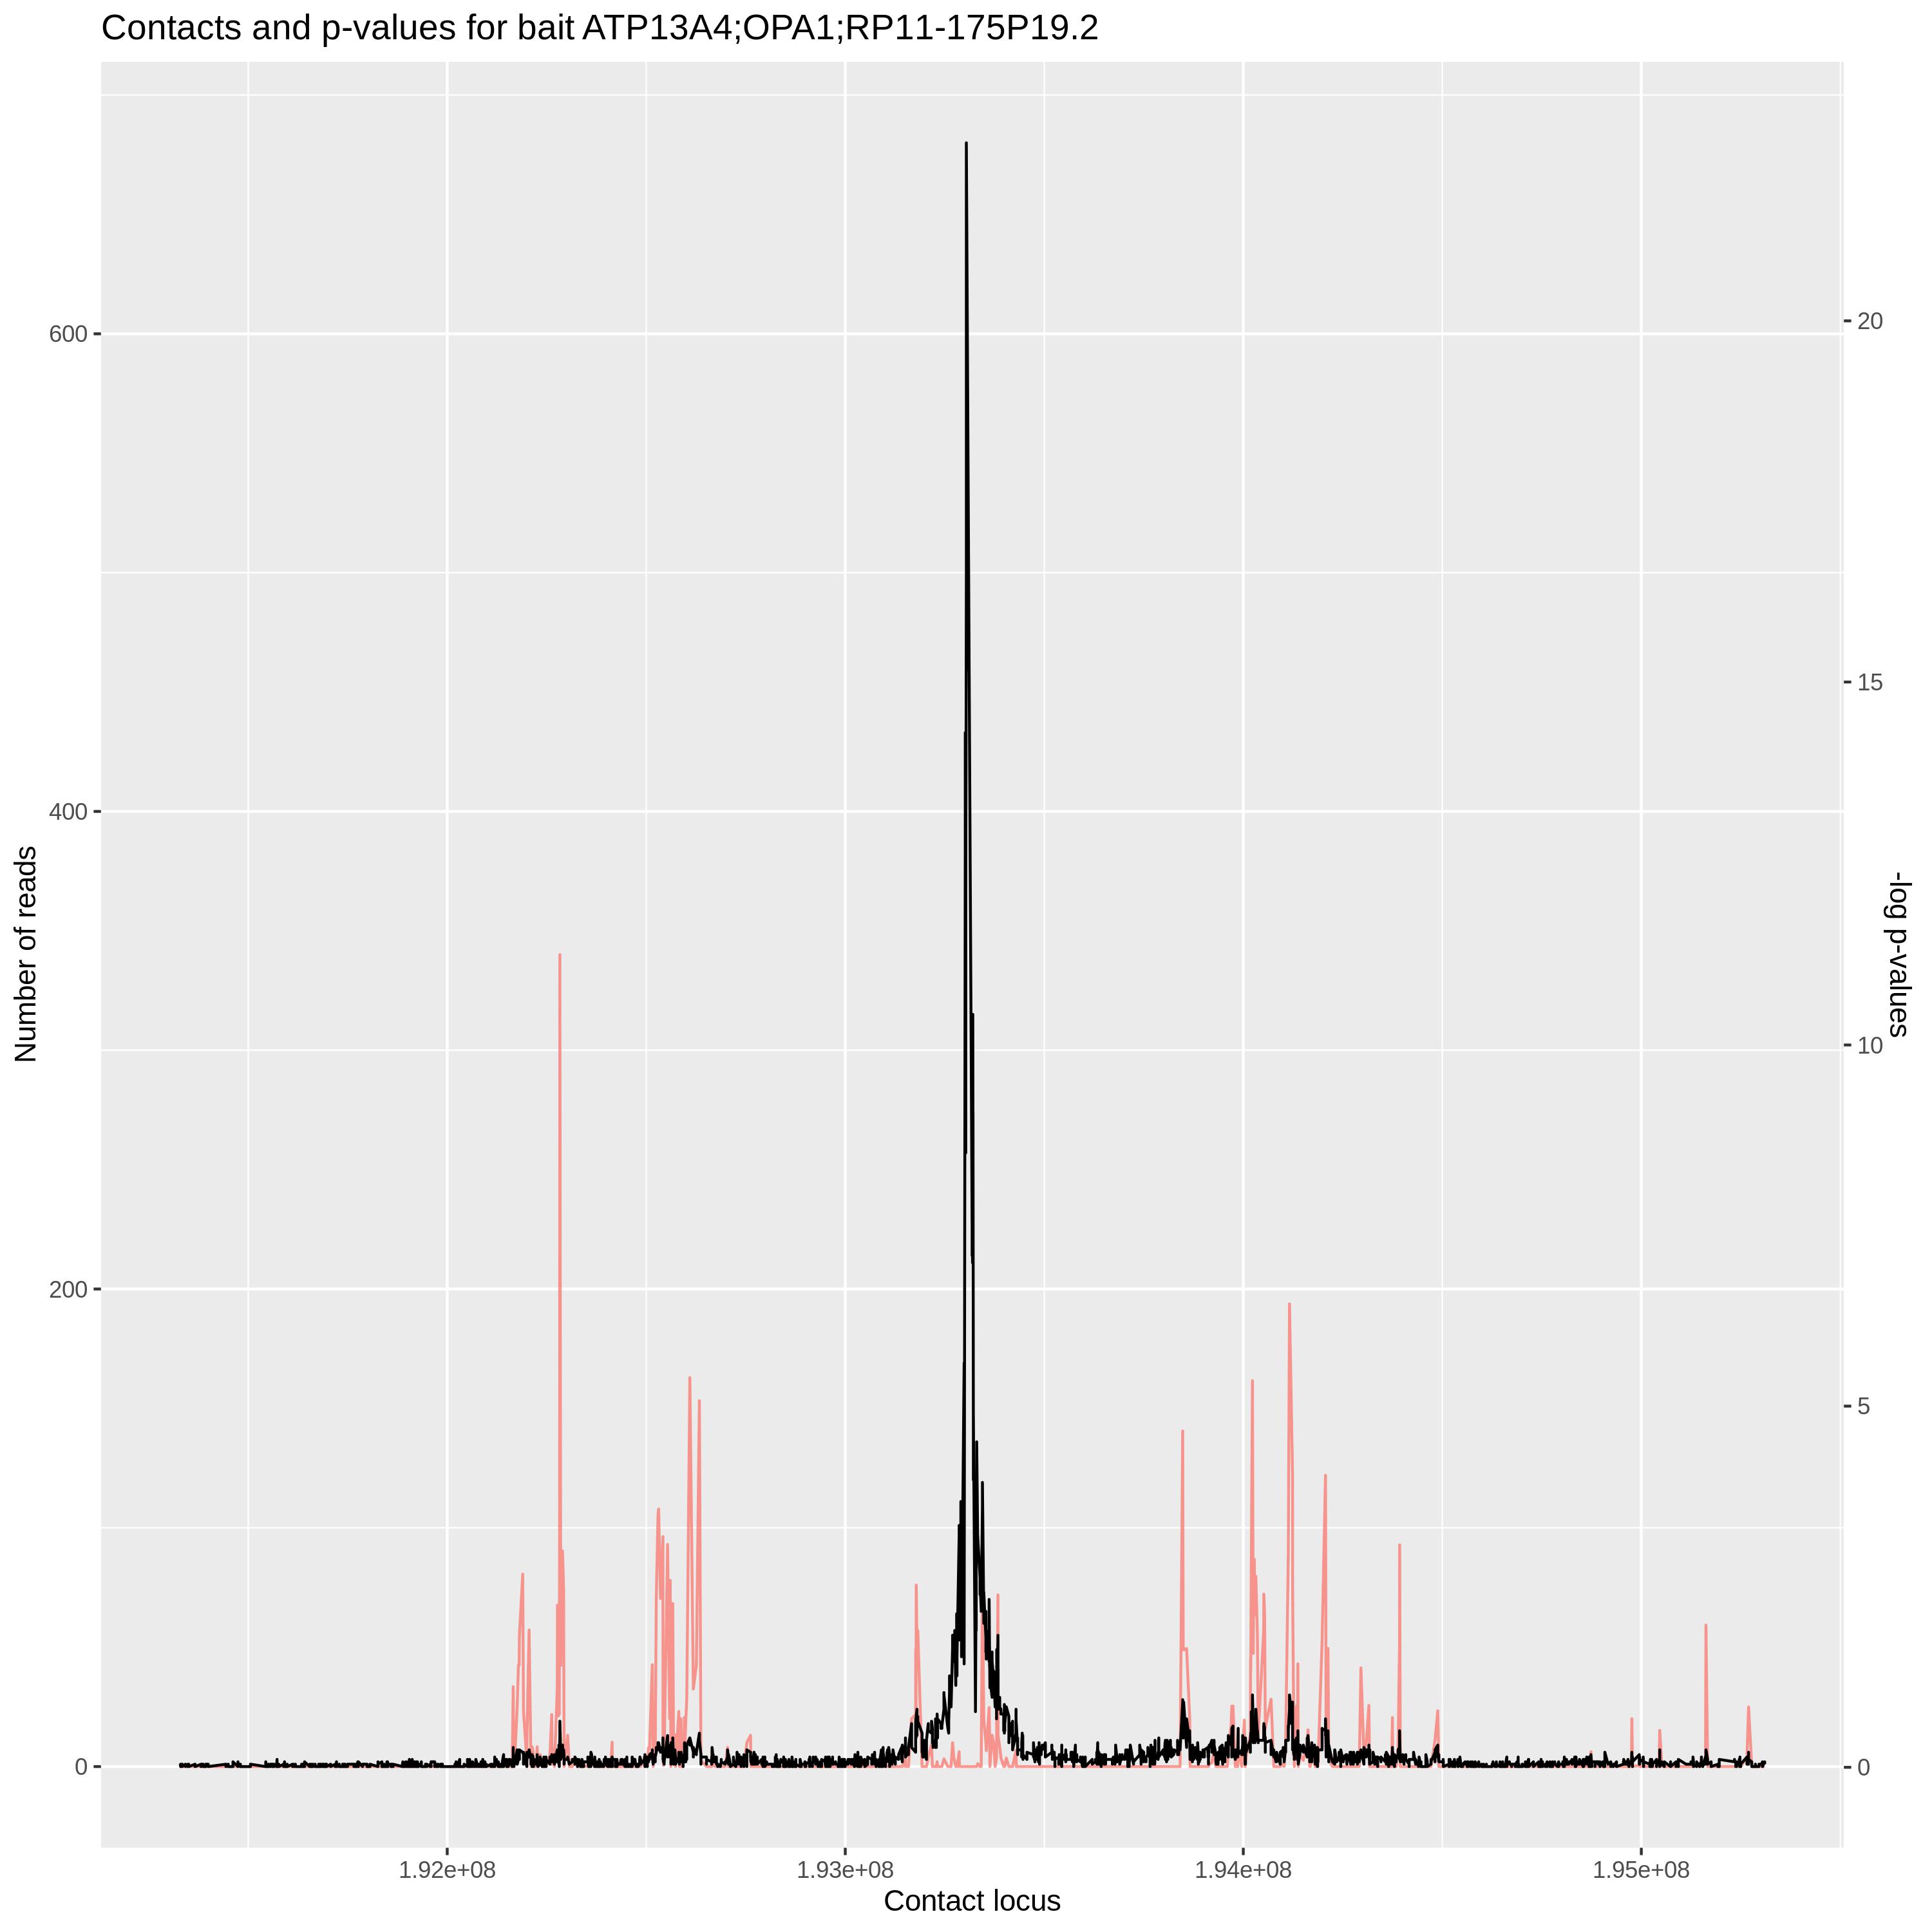 Contacts and p-values for bait ATP13A4;OPA1;RP11-175P19.2
Number of reads
600
400
200
0
20
15
10
5
0
-log p-values
1.92e+08
1.93e+08
1.94e+08
1.95e+08
Contact locus